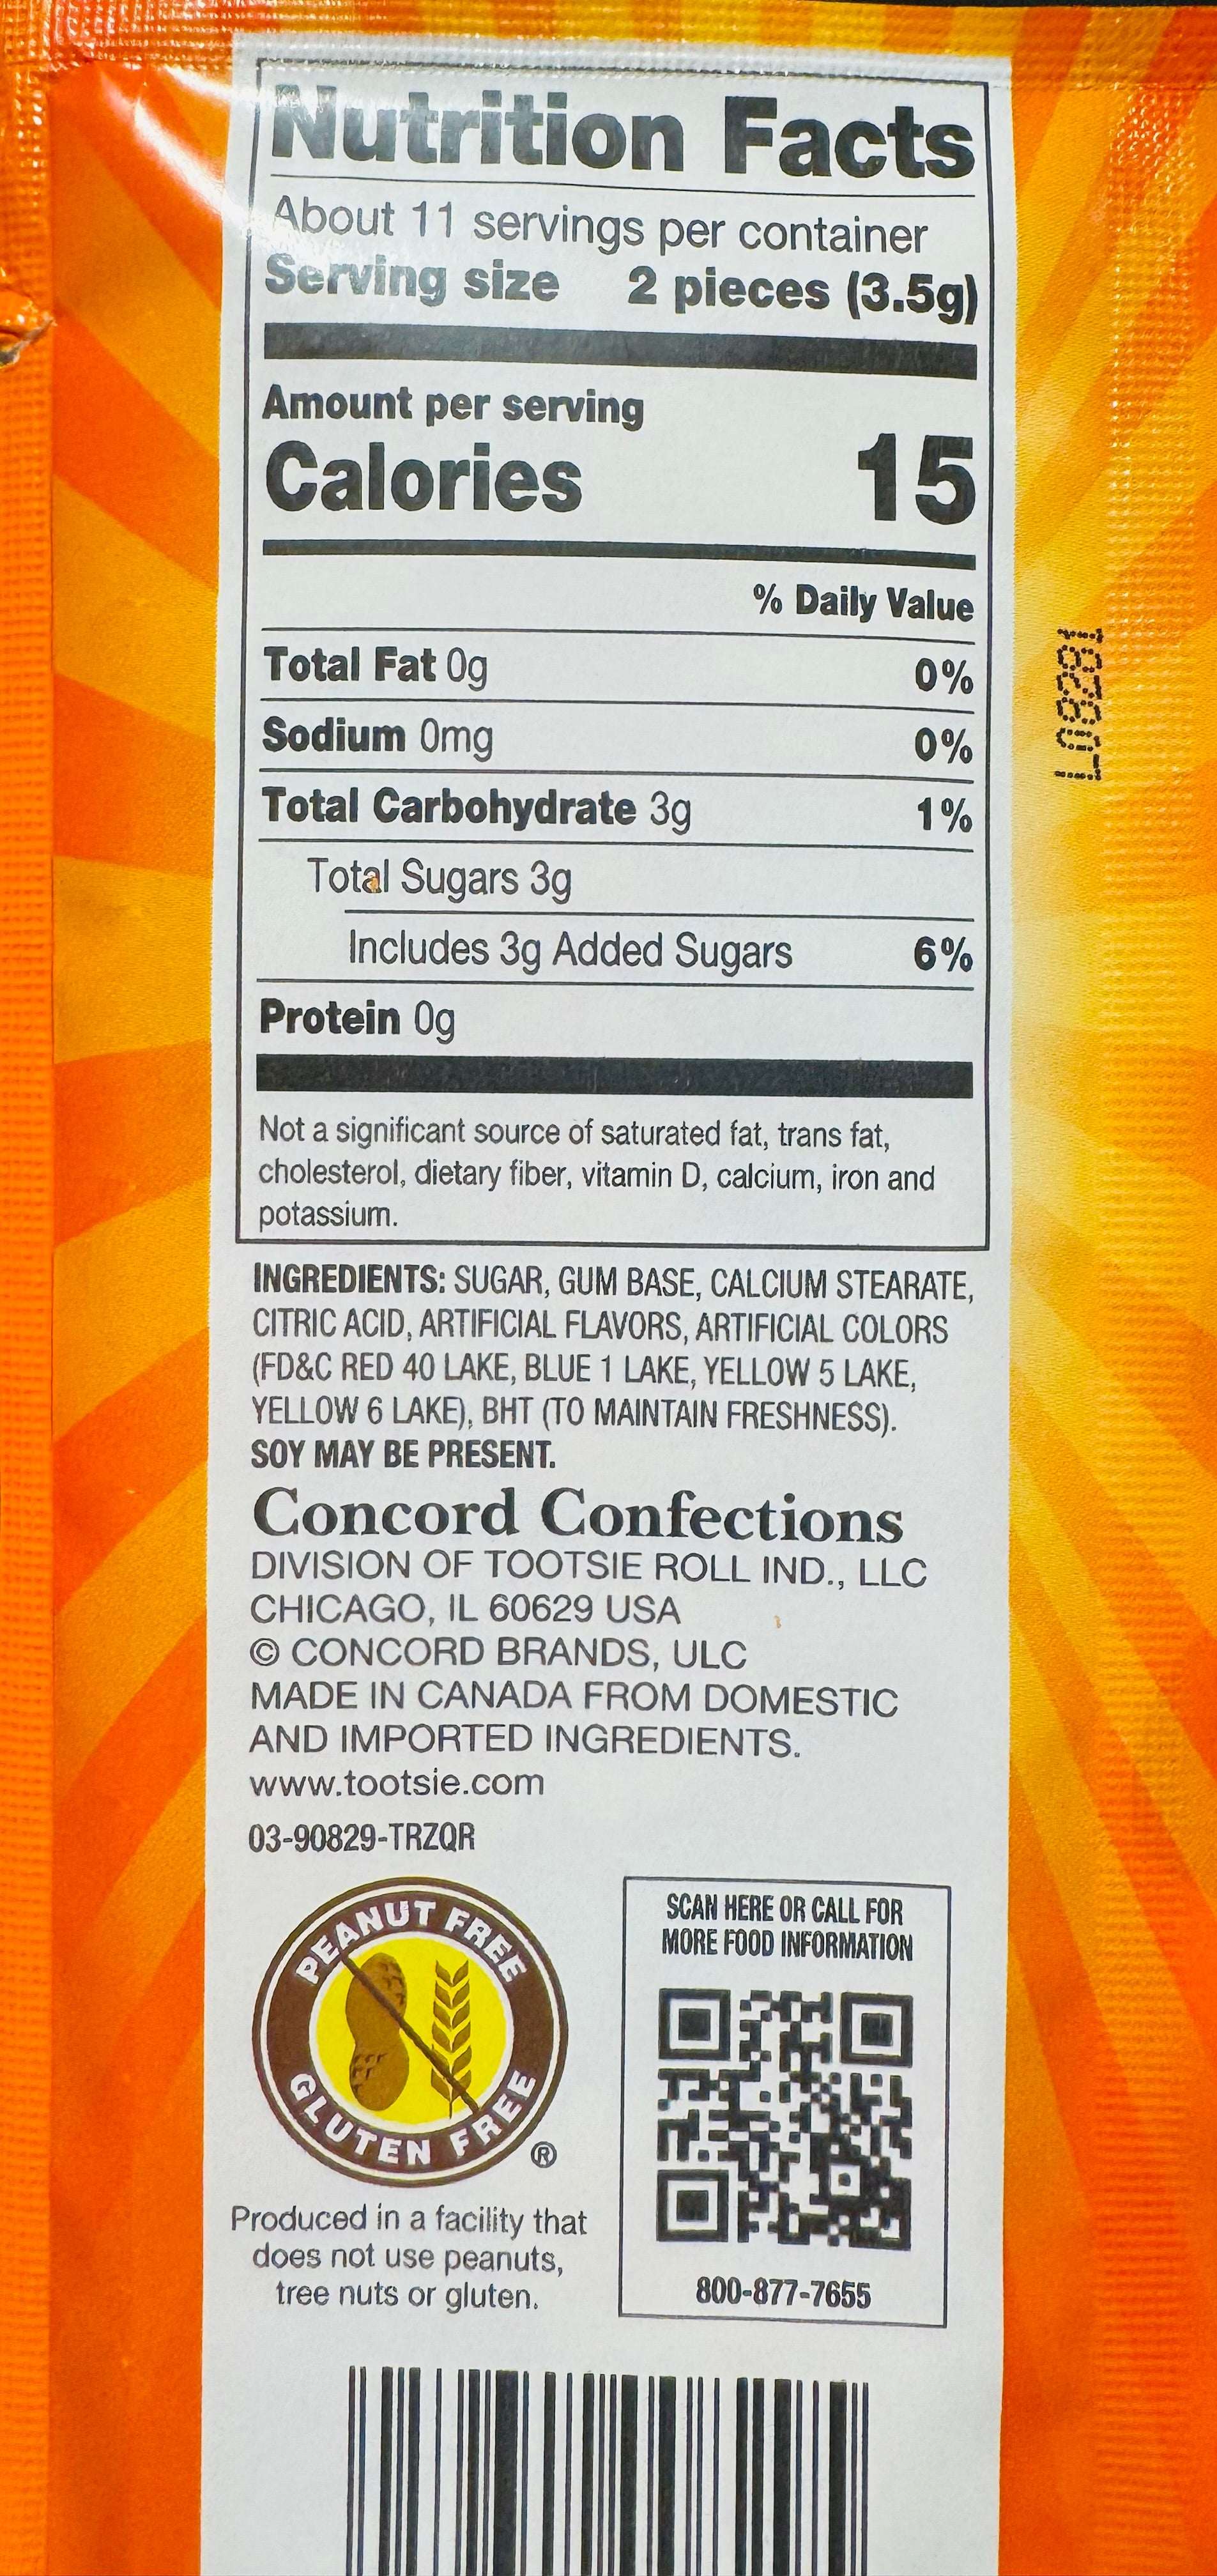 Nutrition Facts
About 11 servings per container
Serving size 2 pieces (3.5g)
Amount per serving
Calories 15
% Daily Value
Total Fat 0g 0%
Sodium 0mg 0%
Total Carbohydrate 3g 1%
Total Sugars 3g
Includes 3g Added Sugars 6%
Protein 0g
Not a significant source of saturated fat, trans fat,
cholesterol, dietary fiber, vitamin D, calcium, iron and
potassium.
INGREDIENTS: SUGAR, GUM BASE, CALCIUM STEARATE,
CITRIC ACID, ARTIFICIAL FLAVORS, ARTIFICIAL COLORS
(FD&C RED 40 LAKE, BLUE 1 LAKE, YELLOW 5 LAKE,
YELLOW 6 LAKE), BHT (TO MAINTAIN FRESHNESS).
SOY MAY BE PRESENT.
Concord Confections
DIVISION OF TOOTSIE ROLL IND., LLC
CHICAGO, IL 60629 USA
© CONCORD BRANDS, ULC
MADE IN CANADA FROM DOMESTIC
AND IMPORTED INGREDIENTS.
www.tootsie.com
03-90829-TRZQR
PEANUT FREE
GLUTEN FREE
®
Produced in a facility that
does not use peanuts,
tree nuts or gluten.
SCAN HERE OR CALL FOR
MORE FOOD INFORMATION
800-877-7655